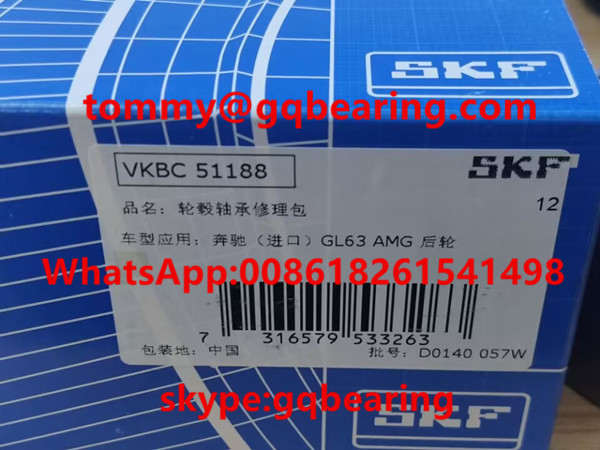 SKF
tommy@gqbearing.com
VKBC 51188
SKF
品名：轮毂轴承修理包
12
车型应用：奔驰（进口）GL63 AMG 后轮
WhatsApp:008618261541498
7 316579 533263
包装地：中国
批号：D0140 057W
skype:gqbearing
SKF